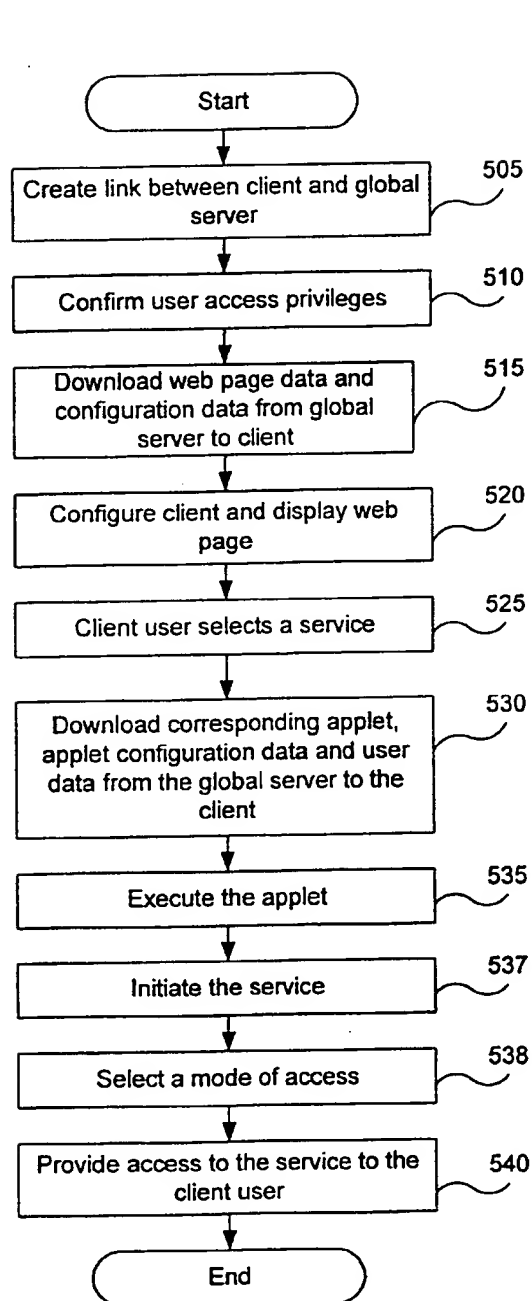 Start
Create link between client and global
server
505
Confirm user access privileges
510
Download web page data and
configuration data from global
server to client
515
Configure client and display web
page
520
Client user selects a service
525
Download corresponding applet,
applet configuration data and user
data from the global server to the
client
530
Execute the applet
535
Initiate the service
537
Select a mode of access
538
Provide access to the service to the
client user
540
End